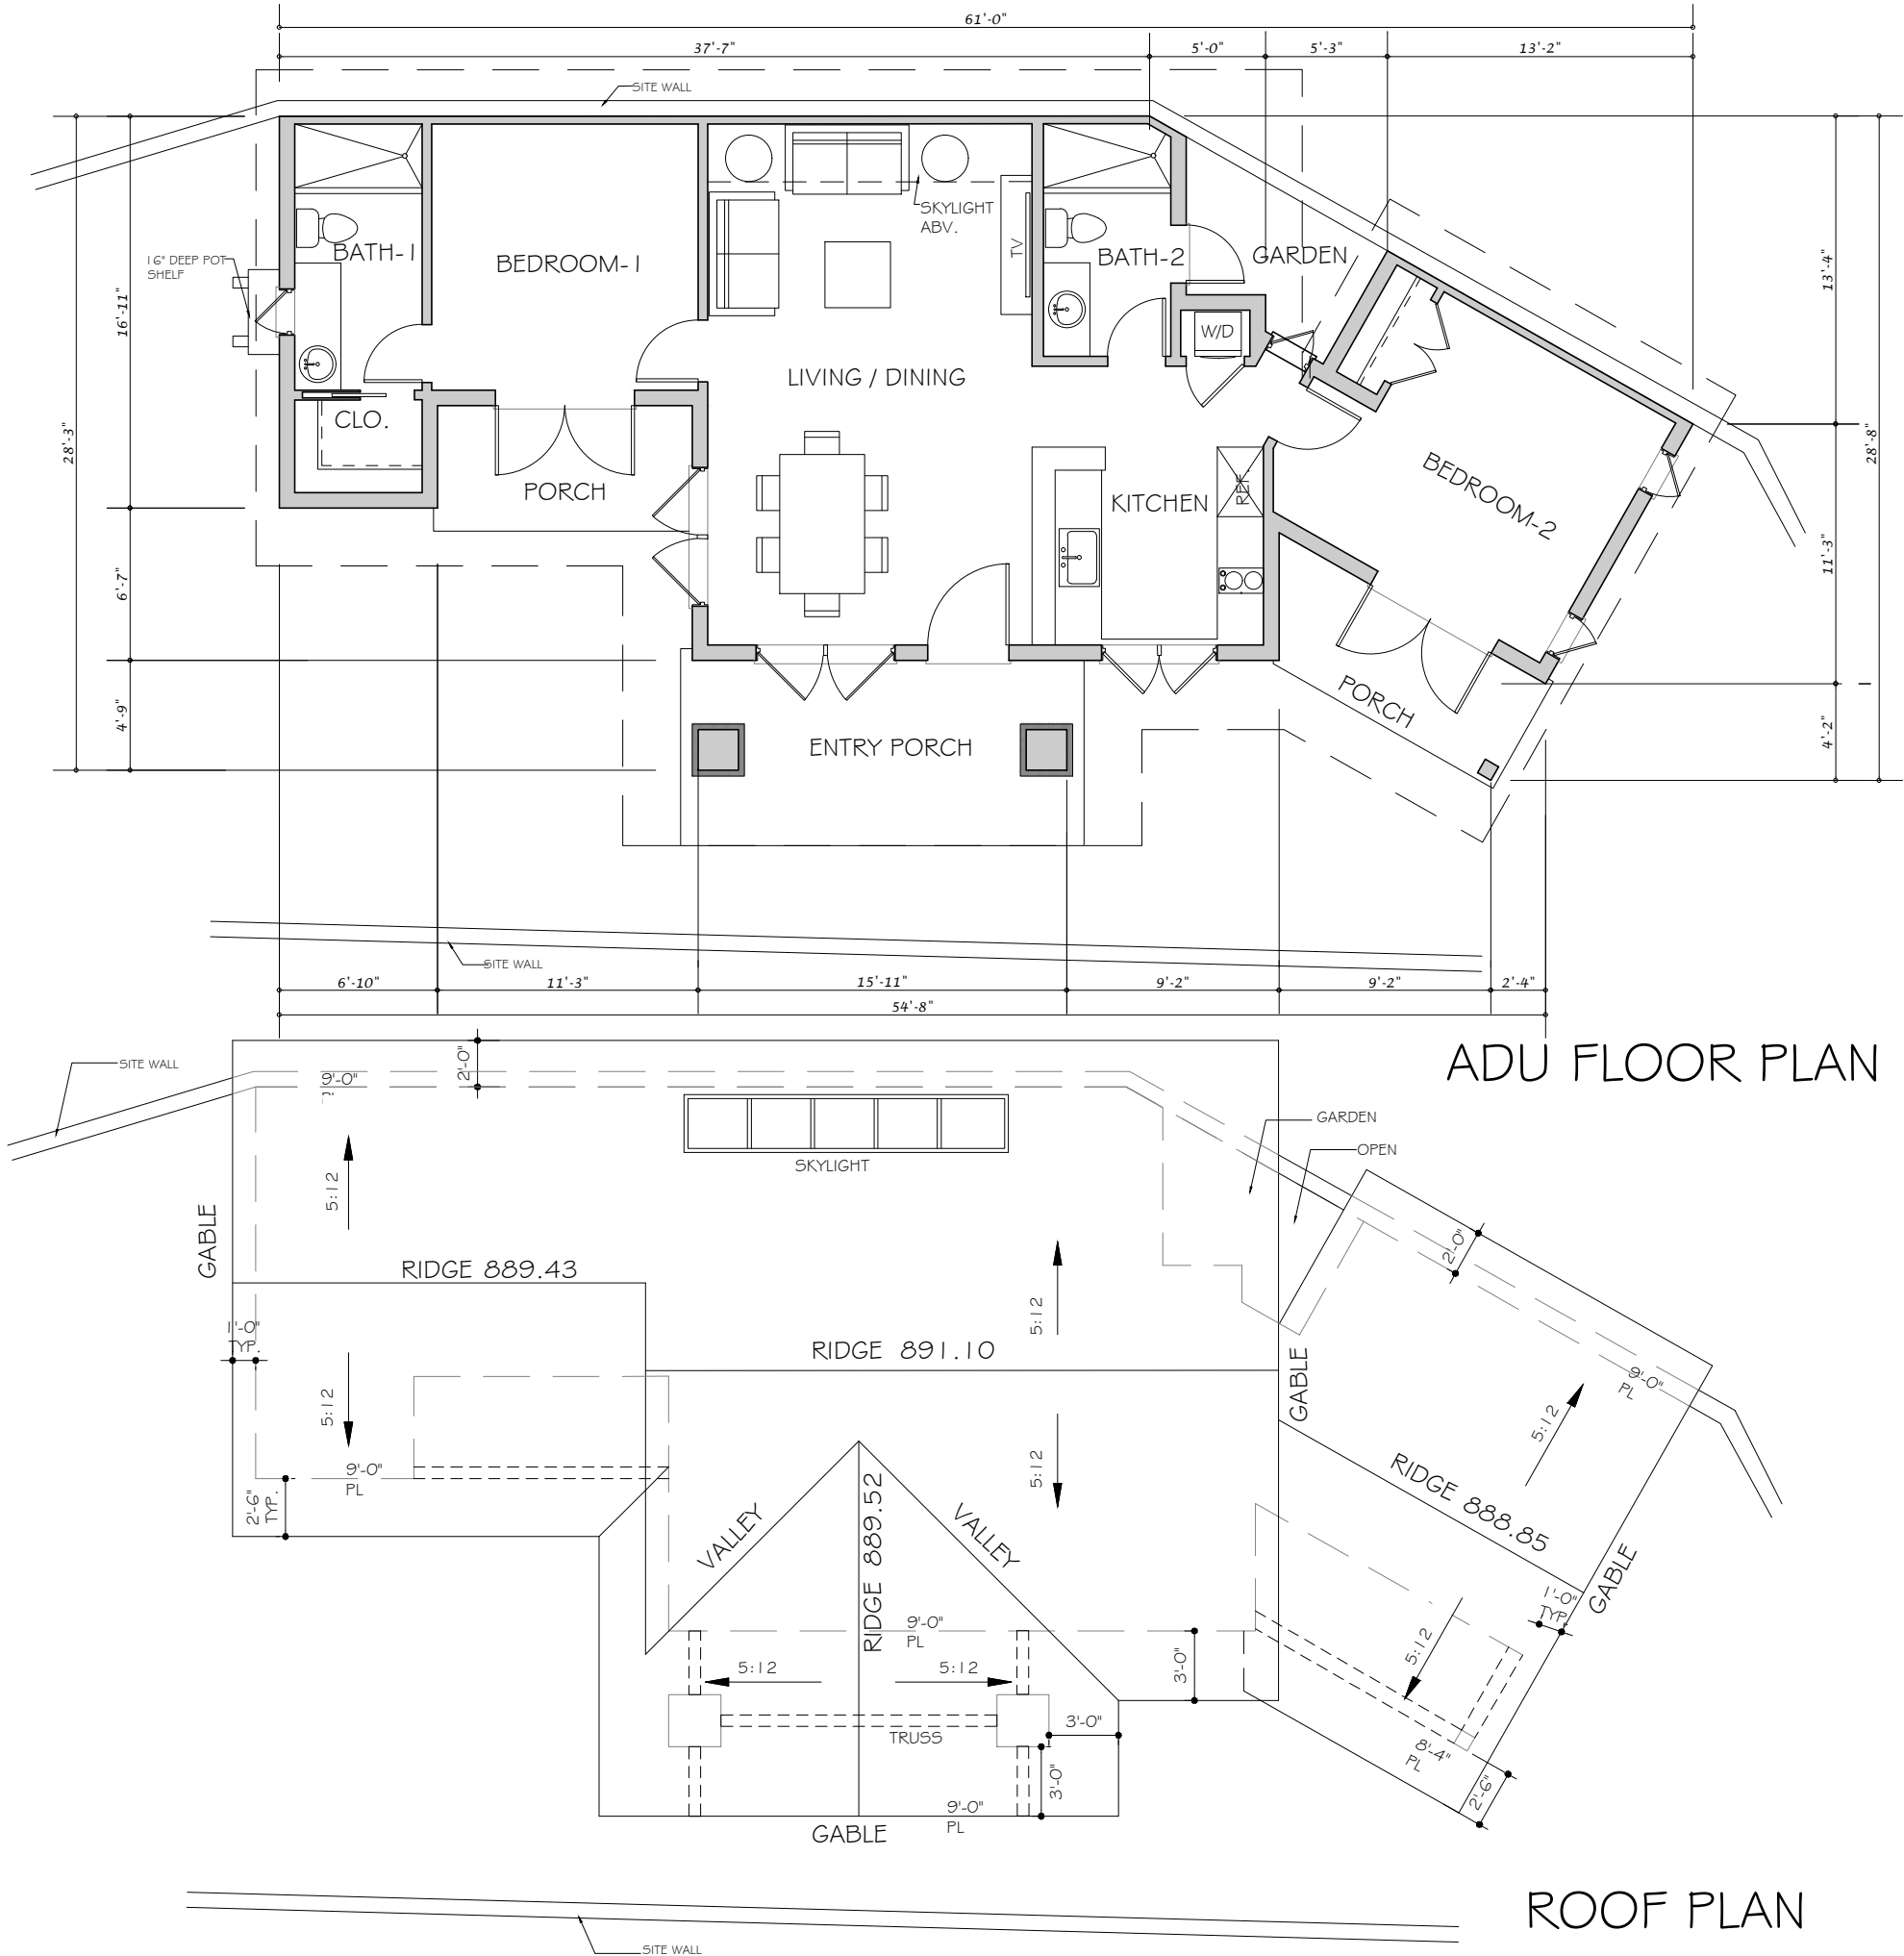 61'-0"
37'-7"
5'-0"
5'-3"
13'-2"
SITE WALL
SKYLIGHT
ABV.
BATH-1
BEDROOM-1
TV
BATH-2
GARDEN
16" DEEP POT
SHELF
16'-11"
13'-4"
W/D
LIVING / DINING
CLO.
28'-3"
28'-8"
PORCH
KITCHEN
REF.
BEDROOM-2
6'-7"
11'-3"
PORCH
4'-9"
4'-2"
ENTRY PORCH
SITE WALL
6'-10"
11'-3"
15'-11"
9'-2"
9'-2"
2'-4"
54'-8"
ADU FLOOR PLAN
SITE WALL
2'-0"
9'-0"
GARDEN
OPEN
SKYLIGHT
5:12
GABLE
RIDGE 889.43
2'-0"
1'-0"
TYP.
5:12
RIDGE 891.10
GABLE
9'-0"
PL
5:12
5:12
5:12
RIDGE 888.85
9'-0"
PL
2'-6"
TYP.
VALLEY
RIDGE 889.52
VALLEY
GABLE
1'-0"
TYP.
9'-0"
PL
5:12
5:12
5:12
3'-0"
TRUSS
3'-0"
3'-0"
8'-4"
PL
2'-6"
9'-0"
PL
GABLE
ROOF PLAN
SITE WALL